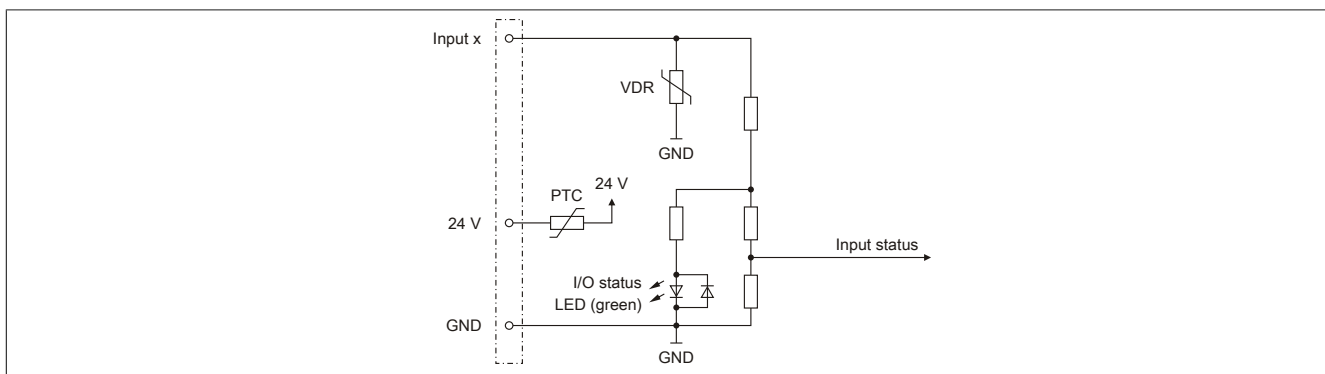 Input x
VDR
GND
24 V
PTC
24 V
Input status
I/O status
LED (green)
GND
GND